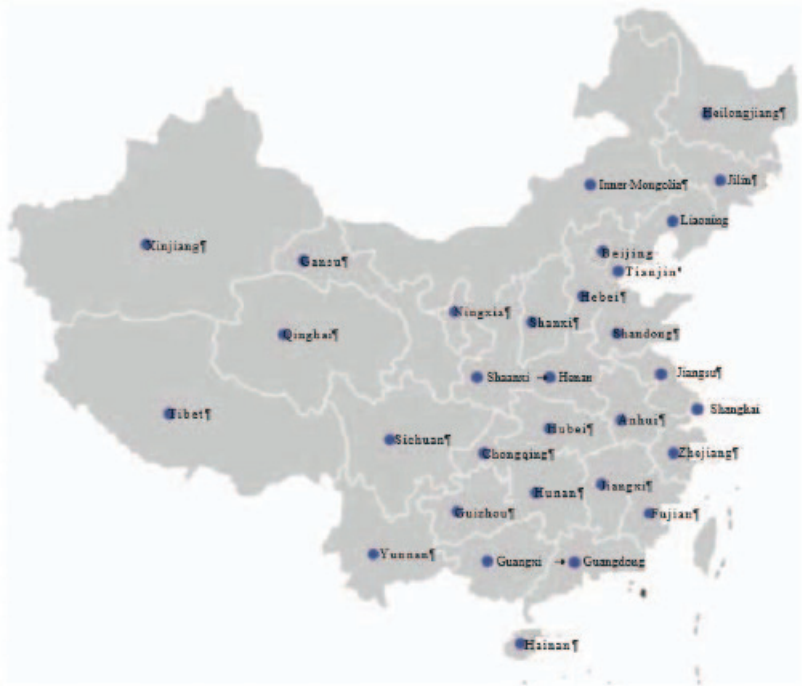 Heilongjiang¶
Inner-Mongolia¶
Jilin¶
Liaoning
Xinjiang¶
Beijing
Gansu¶
Tianjin
Hebei¶
Ningxia¶
Shanxi¶
Qinghai¶
Shandong¶
Shaanxi → Henan
Jiangsu¶
Shanghai
Tibet¶
Anhui¶
Hubei¶
Sichuan¶
Chongqing¶
Zhejiang¶
Jiangxi¶
Hunan¶
Guizhou¶
Fujian¶
Yunnan¶
Guangxi → Guangdong
Hainan¶